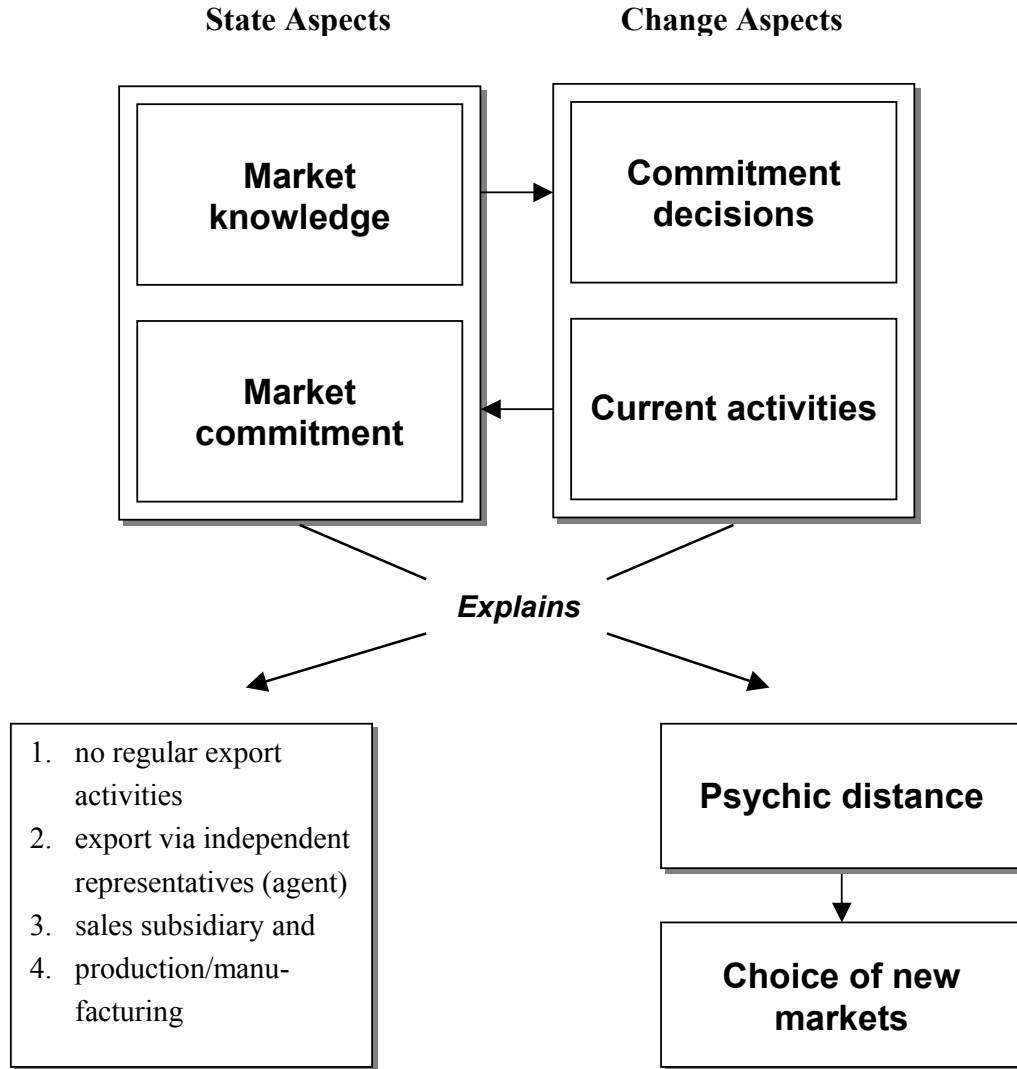 State Aspects
Change Aspects
Market
knowledge
Commitment
decisions
Market
commitment
Current activities
Explains
1. no regular export
activities
2. export via independent
representatives (agent)
3. sales subsidiary and
4. production/manu-
facturing
Psychic distance
Choice of new
markets